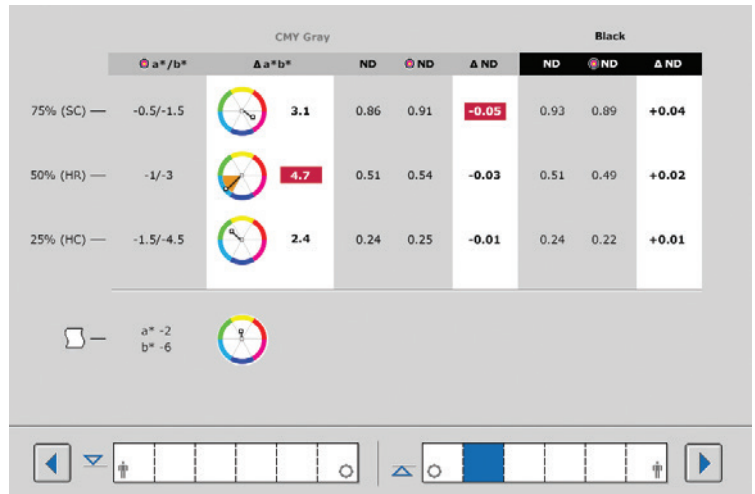 CMY Gray Black
a*/b* Δ a*b* ND ND Δ ND ND ND Δ ND
75% (SC) — -0.5/-1.5 3.1 0.86 0.91 -0.05 0.93 0.89 +0.04
50% (HR) — -1/-3 4.7 0.51 0.54 -0.03 0.51 0.49 +0.02
25% (HC) — -1.5/-4.5 2.4 0.24 0.25 -0.01 0.24 0.22 +0.01
a* -2
b* -6